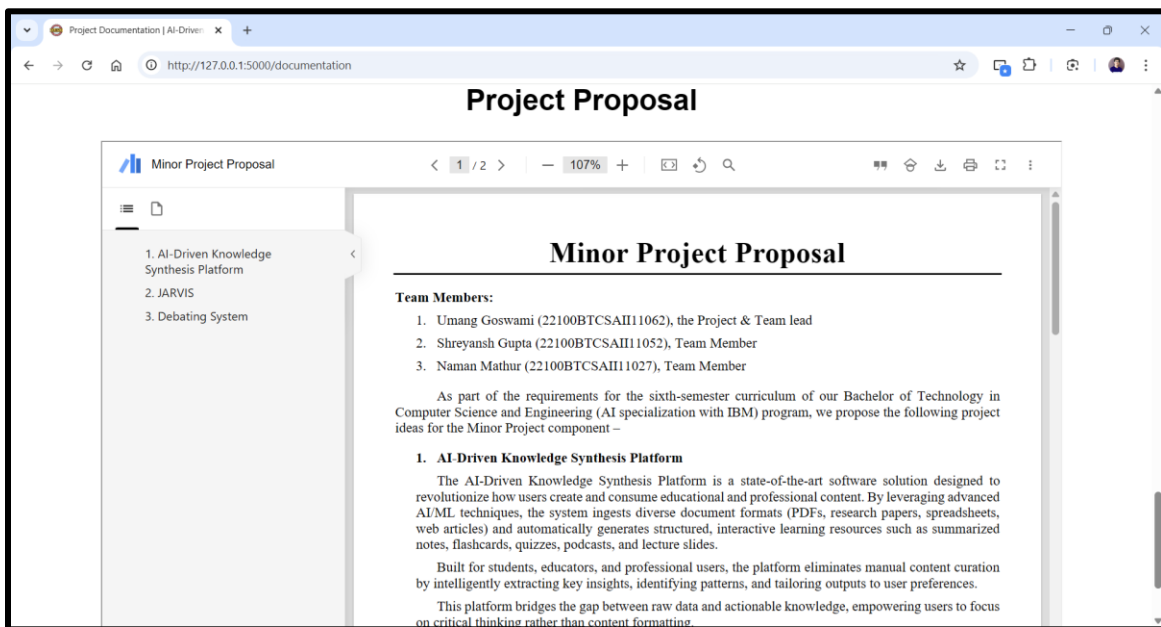 Project Documentation | AI-Driven
http://127.0.0.1:5000/documentation
Project Proposal
Minor Project Proposal
1 / 2
107%
1. AI-Driven Knowledge
Synthesis Platform
2. JARVIS
3. Debating System
Minor Project Proposal
Team Members:
1. Umang Goswami (22100BTCSAII11062), the Project & Team lead
2. Shreyansh Gupta (22100BTCSAII11052), Team Member
3. Naman Mathur (22100BTCSAII11027), Team Member
As part of the requirements for the sixth-semester curriculum of our Bachelor of Technology in
Computer Science and Engineering (AI specialization with IBM) program, we propose the following project
ideas for the Minor Project component –
1. AI-Driven Knowledge Synthesis Platform
The AI-Driven Knowledge Synthesis Platform is a state-of-the-art software solution designed to
revolutionize how users create and consume educational and professional content. By leveraging advanced
AI/ML techniques, the system ingests diverse document formats (PDFs, research papers, spreadsheets,
web articles) and automatically generates structured, interactive learning resources such as summarized
notes, flashcards, quizzes, podcasts, and lecture slides.
Built for students, educators, and professional users, the platform eliminates manual content curation
by intelligently extracting key insights, identifying patterns, and tailoring outputs to user preferences.
This platform bridges the gap between raw data and actionable knowledge, empowering users to focus
on critical thinking rather than content formatting.